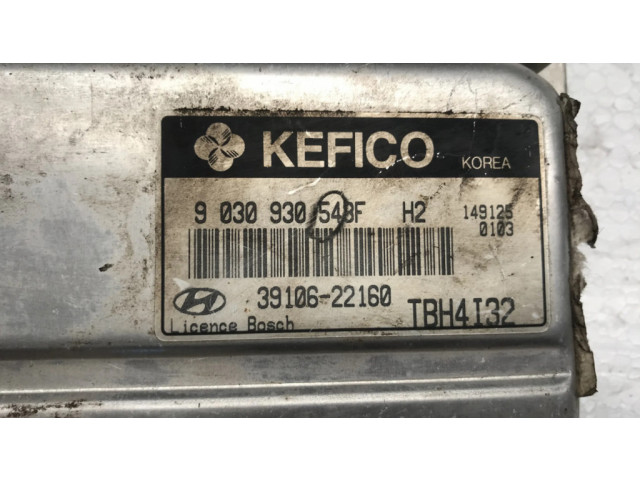 KEFICO KOREA
9 030 930 548F H2 149125
0103
39106-22160
Licence Bosch TBH4I32